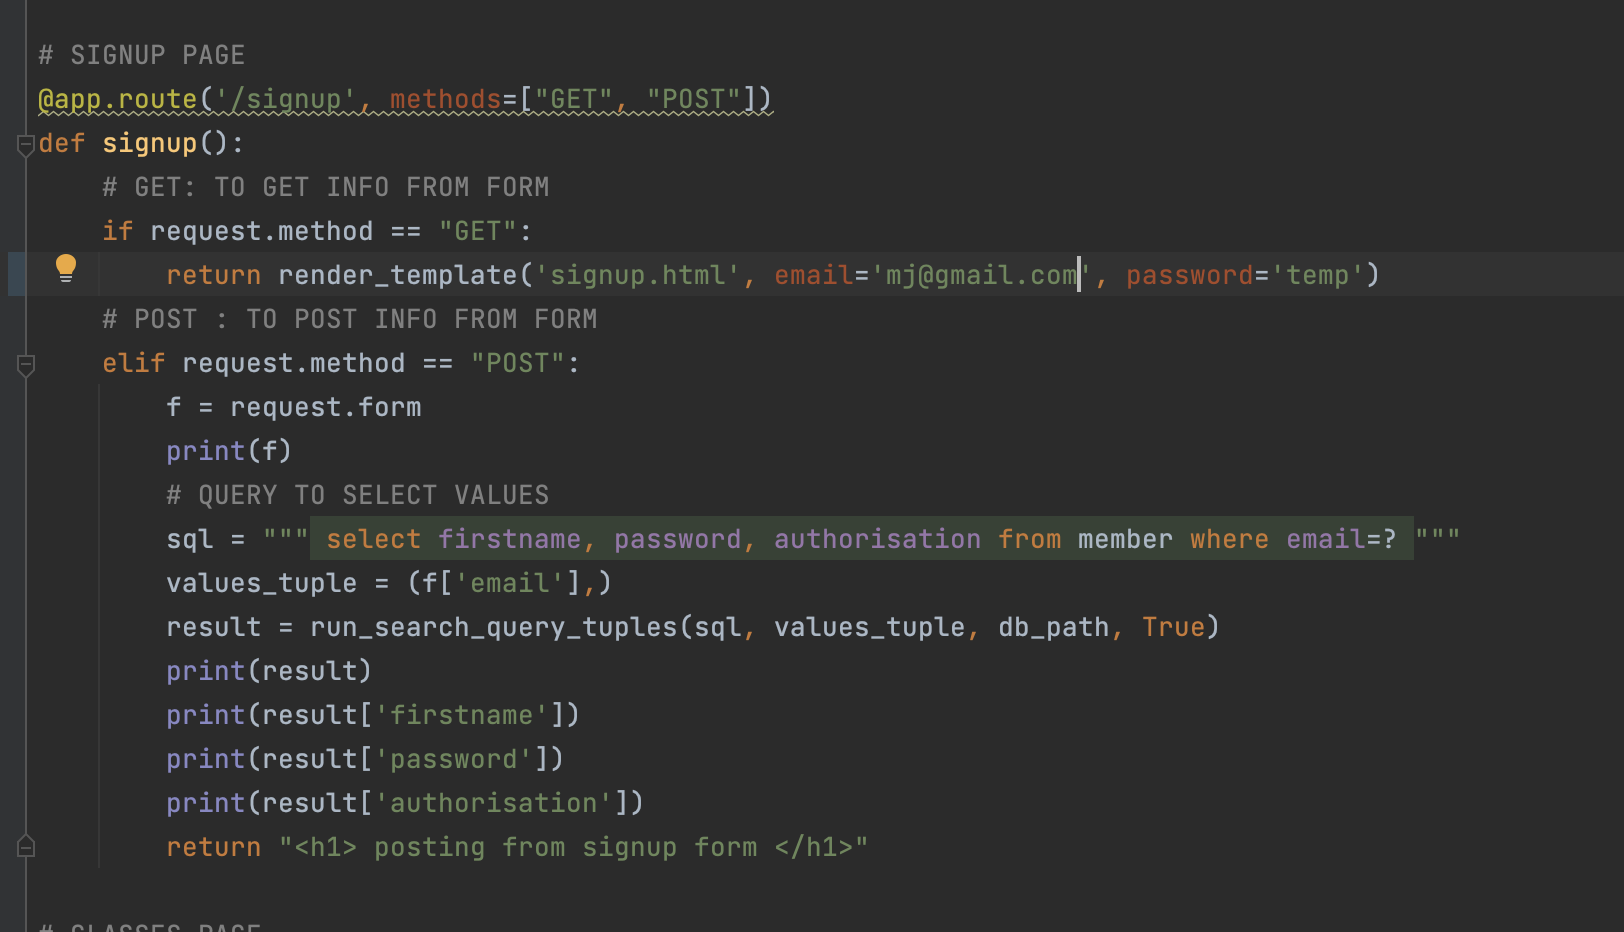 # SIGNUP PAGE
@app.route('/signup', methods=["GET", "POST"])
def signup():
    # GET: TO GET INFO FROM FORM
    if request.method == "GET":
        return render_template('signup.html', email='mj@gmail.com', password='temp')
    # POST : TO POST INFO FROM FORM
    elif request.method == "POST":
        f = request.form
        print(f)
        # QUERY TO SELECT VALUES
        sql = """ select firstname, password, authorisation from member where email=? """
        values_tuple = (f['email'],)
        result = run_search_query_tuples(sql, values_tuple, db_path, True)
        print(result)
        print(result['firstname'])
        print(result['password'])
        print(result['authorisation'])
        return "<h1> posting from signup form </h1>"
# CLASSES PAGE